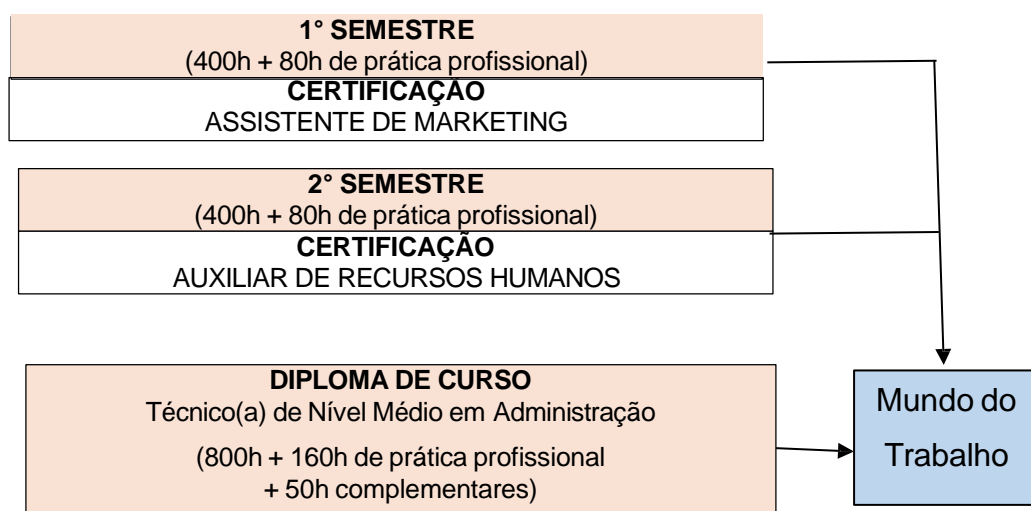 1° SEMESTRE
(400h + 80h de prática profissional)
CERTIFICAÇÃO
ASSISTENTE DE MARKETING
2° SEMESTRE
(400h + 80h de prática profissional)
CERTIFICAÇÃO
AUXILIAR DE RECURSOS HUMANOS
DIPLOMA DE CURSO
Técnico(a) de Nível Médio em Administração
(800h + 160h de prática profissional
+ 50h complementares)
Mundo do
Trabalho